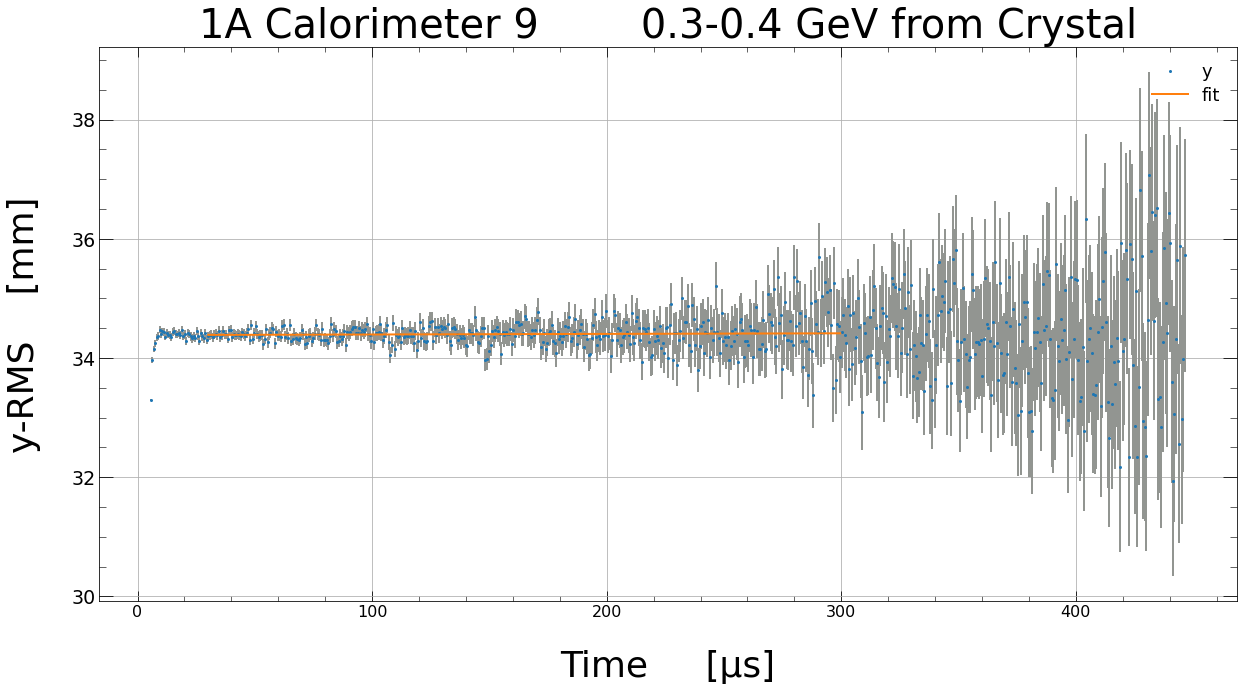 1A Calorimeter 9 0.3-0.4 GeV from Crystal
y
fit
y-RMS [mm]
38
36
34
32
30
0 100 200 300 400
Time [µs]